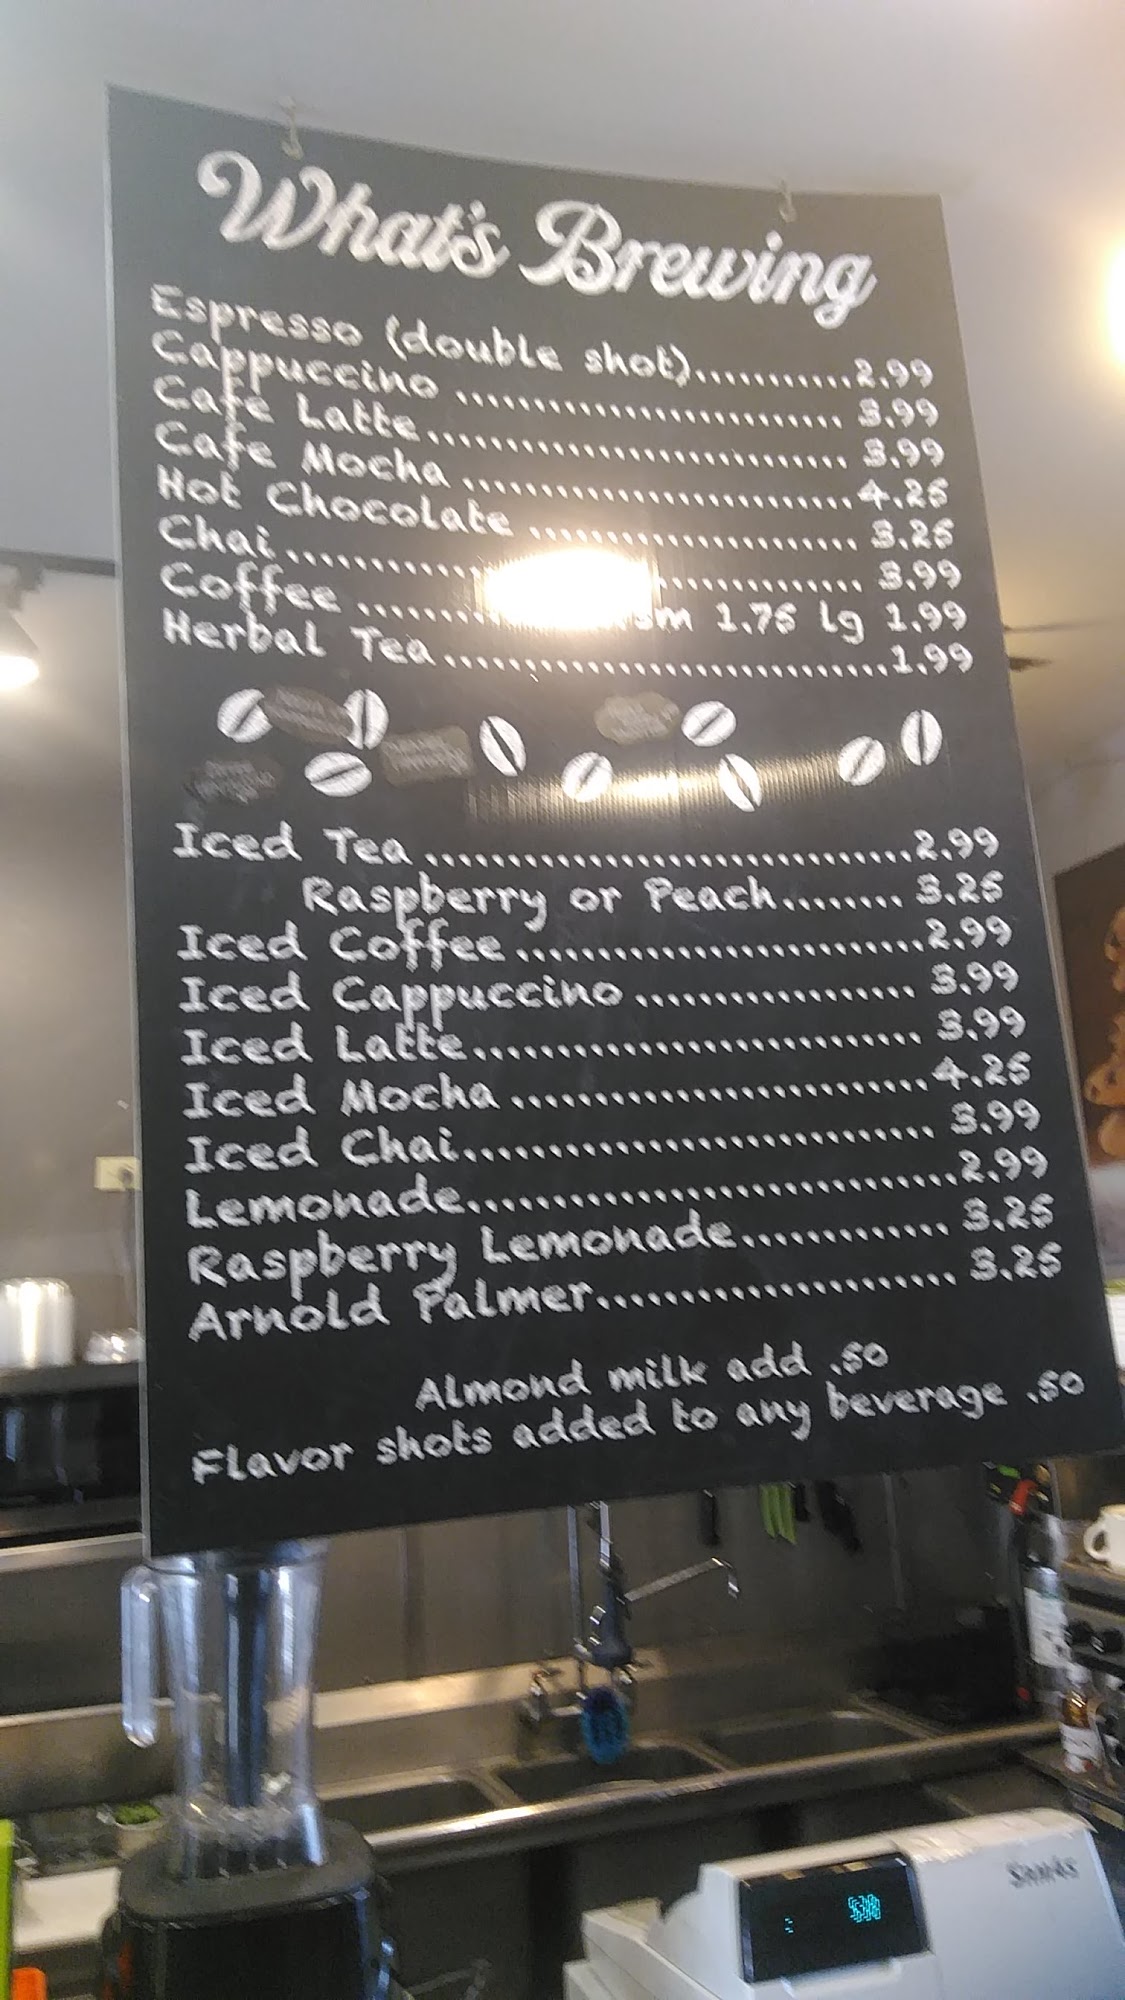 What's Brewing
Espresso (double shot)...........2.99
Cappuccino ........................ 3.99
Cafe Latte.......................... 3.99
Cafe Mocha ........................4.25
Hot Chocolate .................... 3.25
Chai.................................. 3.99
Coffee ........ sm 1.75 lg 1.99
Herbal Tea............................1.99
Iced Tea ...............................2.99
Raspberry or Peach........ 3.25
Iced Coffee .........................2.99
Iced Cappuccino ................. 3.99
Iced Latte........................... 3.99
Iced Mocha .........................4.25
Iced Chai............................. 3.99
Lemonade.............................2.99
Raspberry Lemonade............. 3.25
Arnold Palmer...................... 3.25
Almond milk add .50
Flavor shots added to any beverage .50
SAM4s